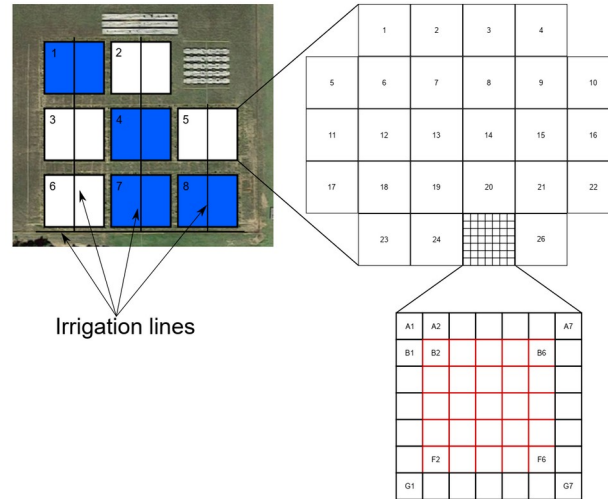 1 2
3 4 5
6 7 8
Irrigation lines
1 2 3 4
5 6 7 8 9 10
11 12 13 14 15 16
17 18 19 20 21 22
23 24 26
A1 A2 A7
B1 B2 B6
F2 F6
G1 G7